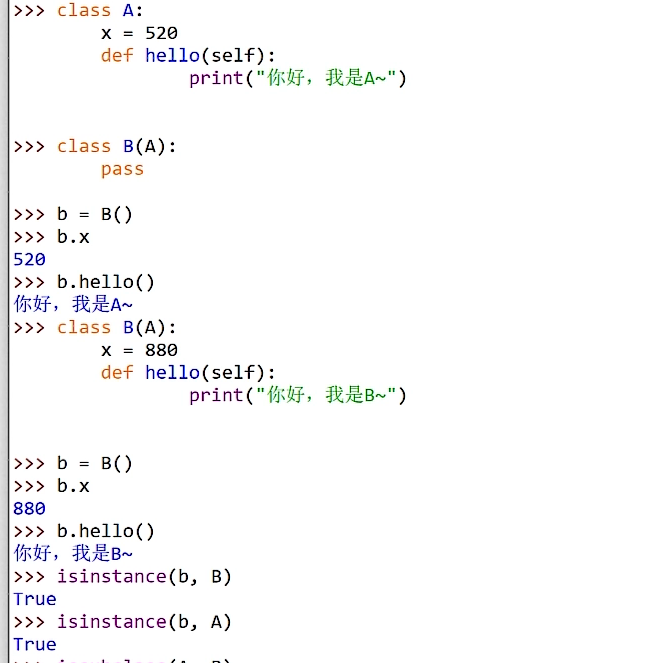 >>> class A:
        x = 520
        def hello(self):
                print("你好，我是A~")
>>> class B(A):
        pass
>>> b = B()
>>> b.x
520
>>> b.hello()
你好，我是A~
>>> class B(A):
        x = 880
        def hello(self):
                print("你好，我是B~")
>>> b = B()
>>> b.x
880
>>> b.hello()
你好，我是B~
>>> isinstance(b, B)
True
>>> isinstance(b, A)
True